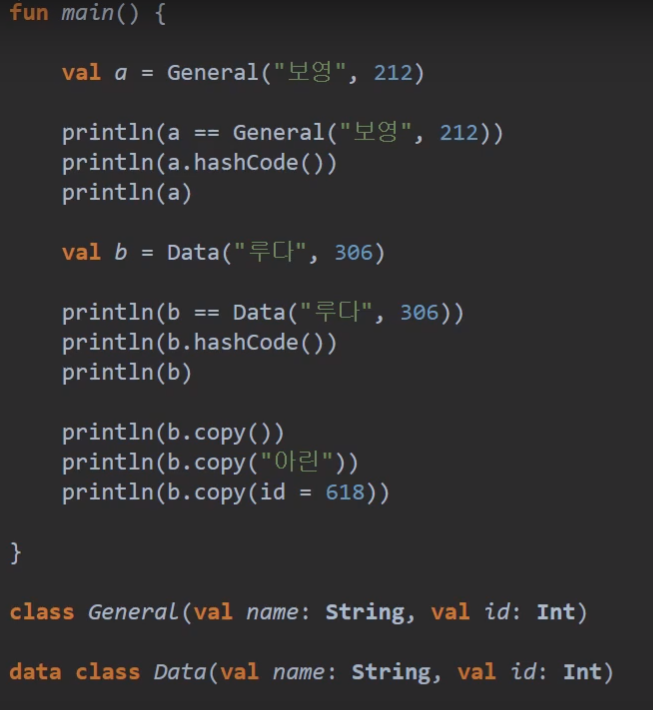 fun main() {
val a = General("보영", 212)
println(a == General("보영", 212))
println(a.hashCode())
println(a)
val b = Data("루다", 306)
println(b == Data("루다", 306))
println(b.hashCode())
println(b)
println(b.copy())
println(b.copy("아린"))
println(b.copy(id = 618))
}
class General(val name: String, val id: Int)
data class Data(val name: String, val id: Int)